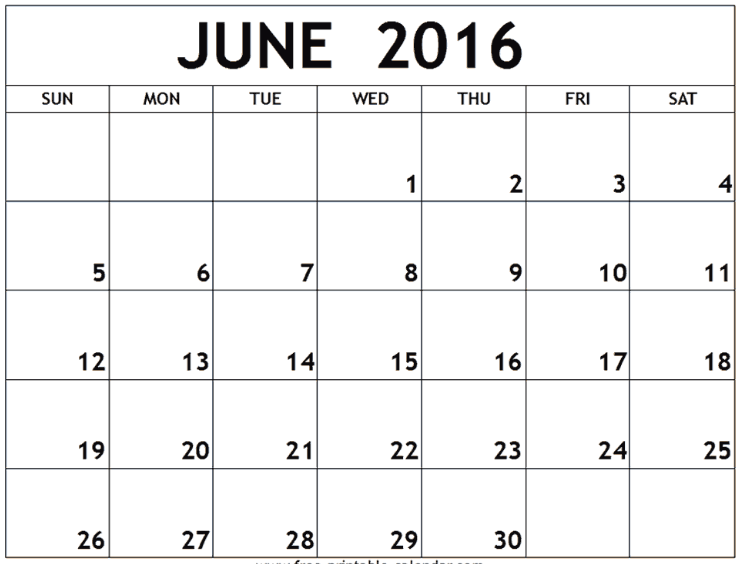 JUNE 2016
SUN MON TUE WED THU FRI SAT
1 2 3 4
5 6 7 8 9 10 11
12 13 14 15 16 17 18
19 20 21 22 23 24 25
26 27 28 29 30
www.free-printable-calendar.com